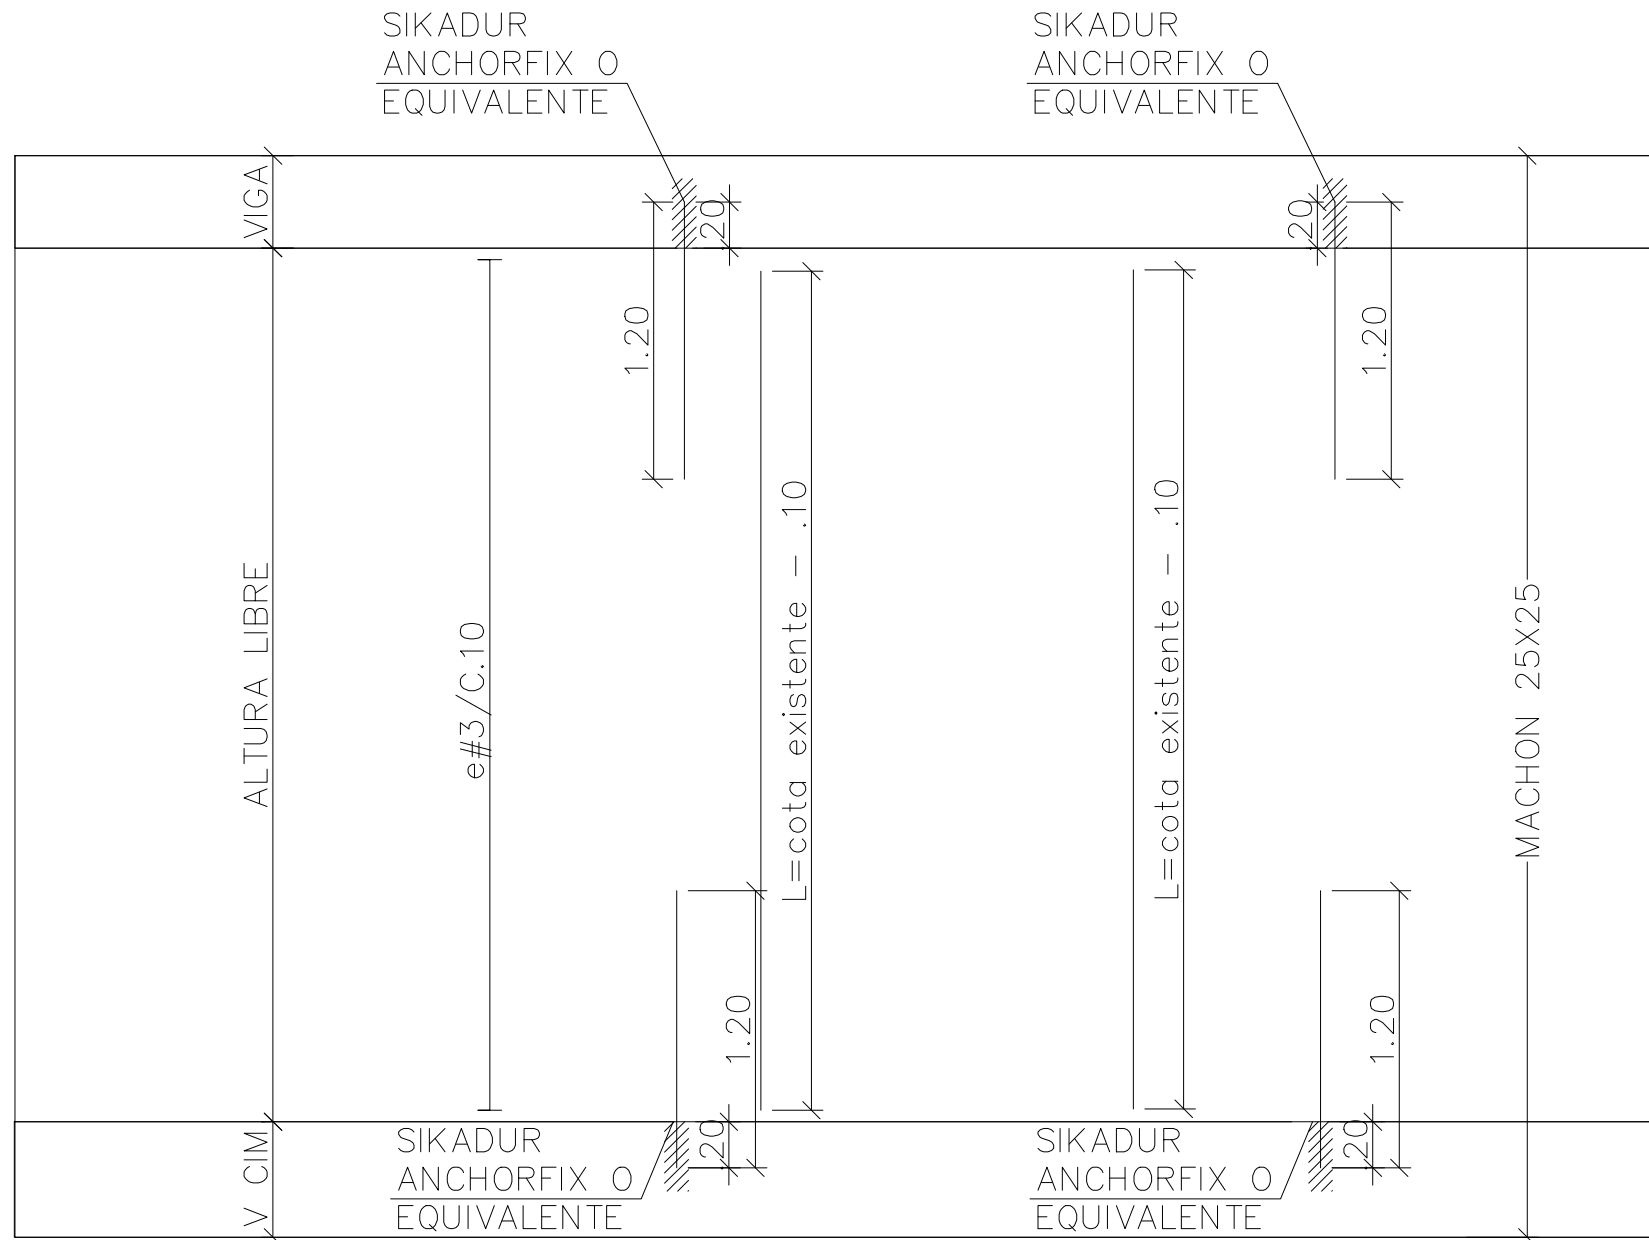 SIKADUR
ANCHORFIX O
EQUIVALENTE
SIKADUR
ANCHORFIX O
EQUIVALENTE
VIGA
.20
.20
1.20
1.20
ALTURA LIBRE
e#3/C.10
L=cota existente - .10
L=cota existente - .10
MACHON 25X25
1.20
1.20
V CIM
SIKADUR
ANCHORFIX O
EQUIVALENTE
.20
SIKADUR
ANCHORFIX O
EQUIVALENTE
.20